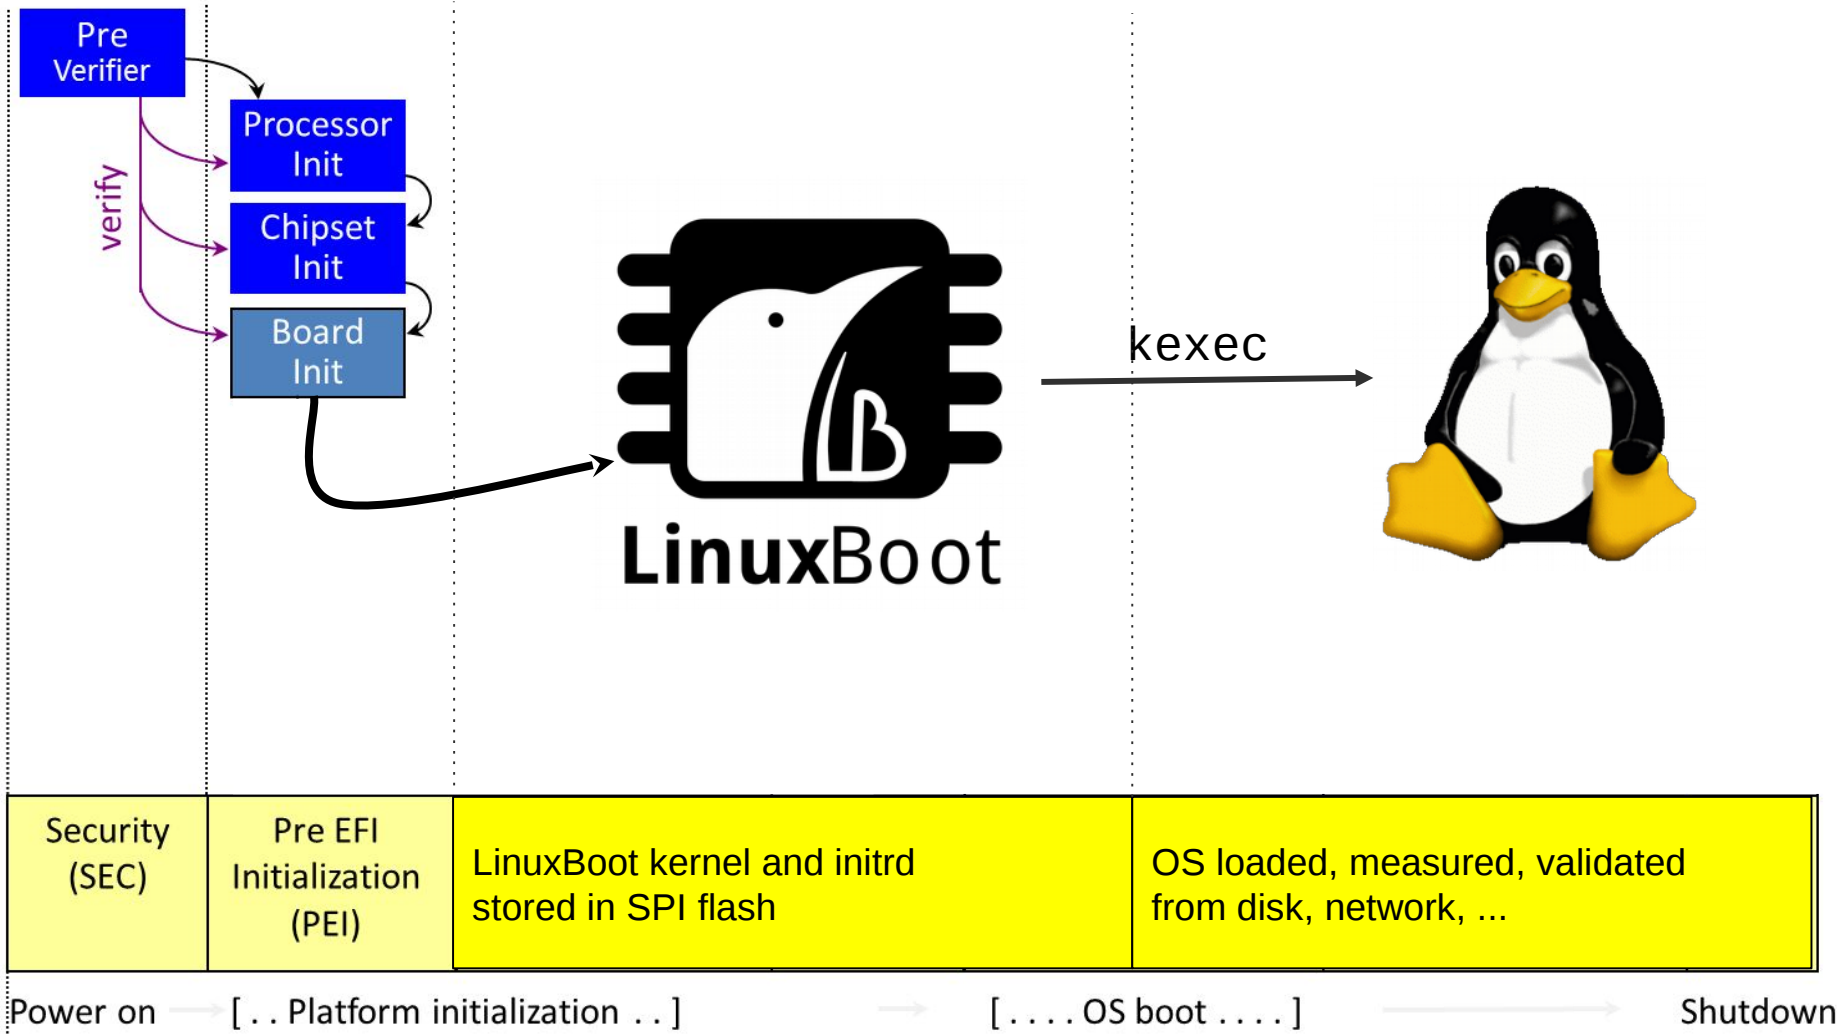 Pre
Verifier
Processor
Init
verify
Chipset
Init
Board
Init
kexec
B
LinuxBoot
Security
(SEC)
Pre EFI
Initialization
(PEI)
LinuxBoot kernel and initrd
stored in SPI flash
OS loaded, measured, validated
from disk, network, ...
Power on
[ . . Platform initialization . . ]
[ . . . . OS boot . . . . ]
Shutdown